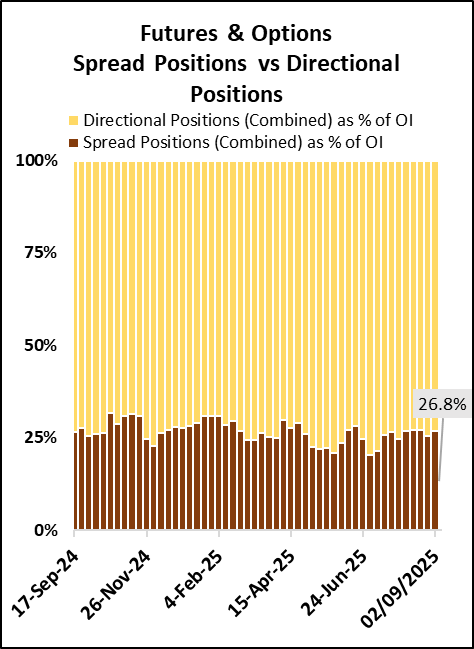 Futures & Options
Spread Positions vs Directional
Positions
Directional Positions (Combined) as % of OI
Spread Positions (Combined) as % of OI
100%
75%
50%
26.8%
25%
0%
17-Sep-24
26-Nov-24
4-Feb-25
15-Apr-25
24-Jun-25
02/09/2025